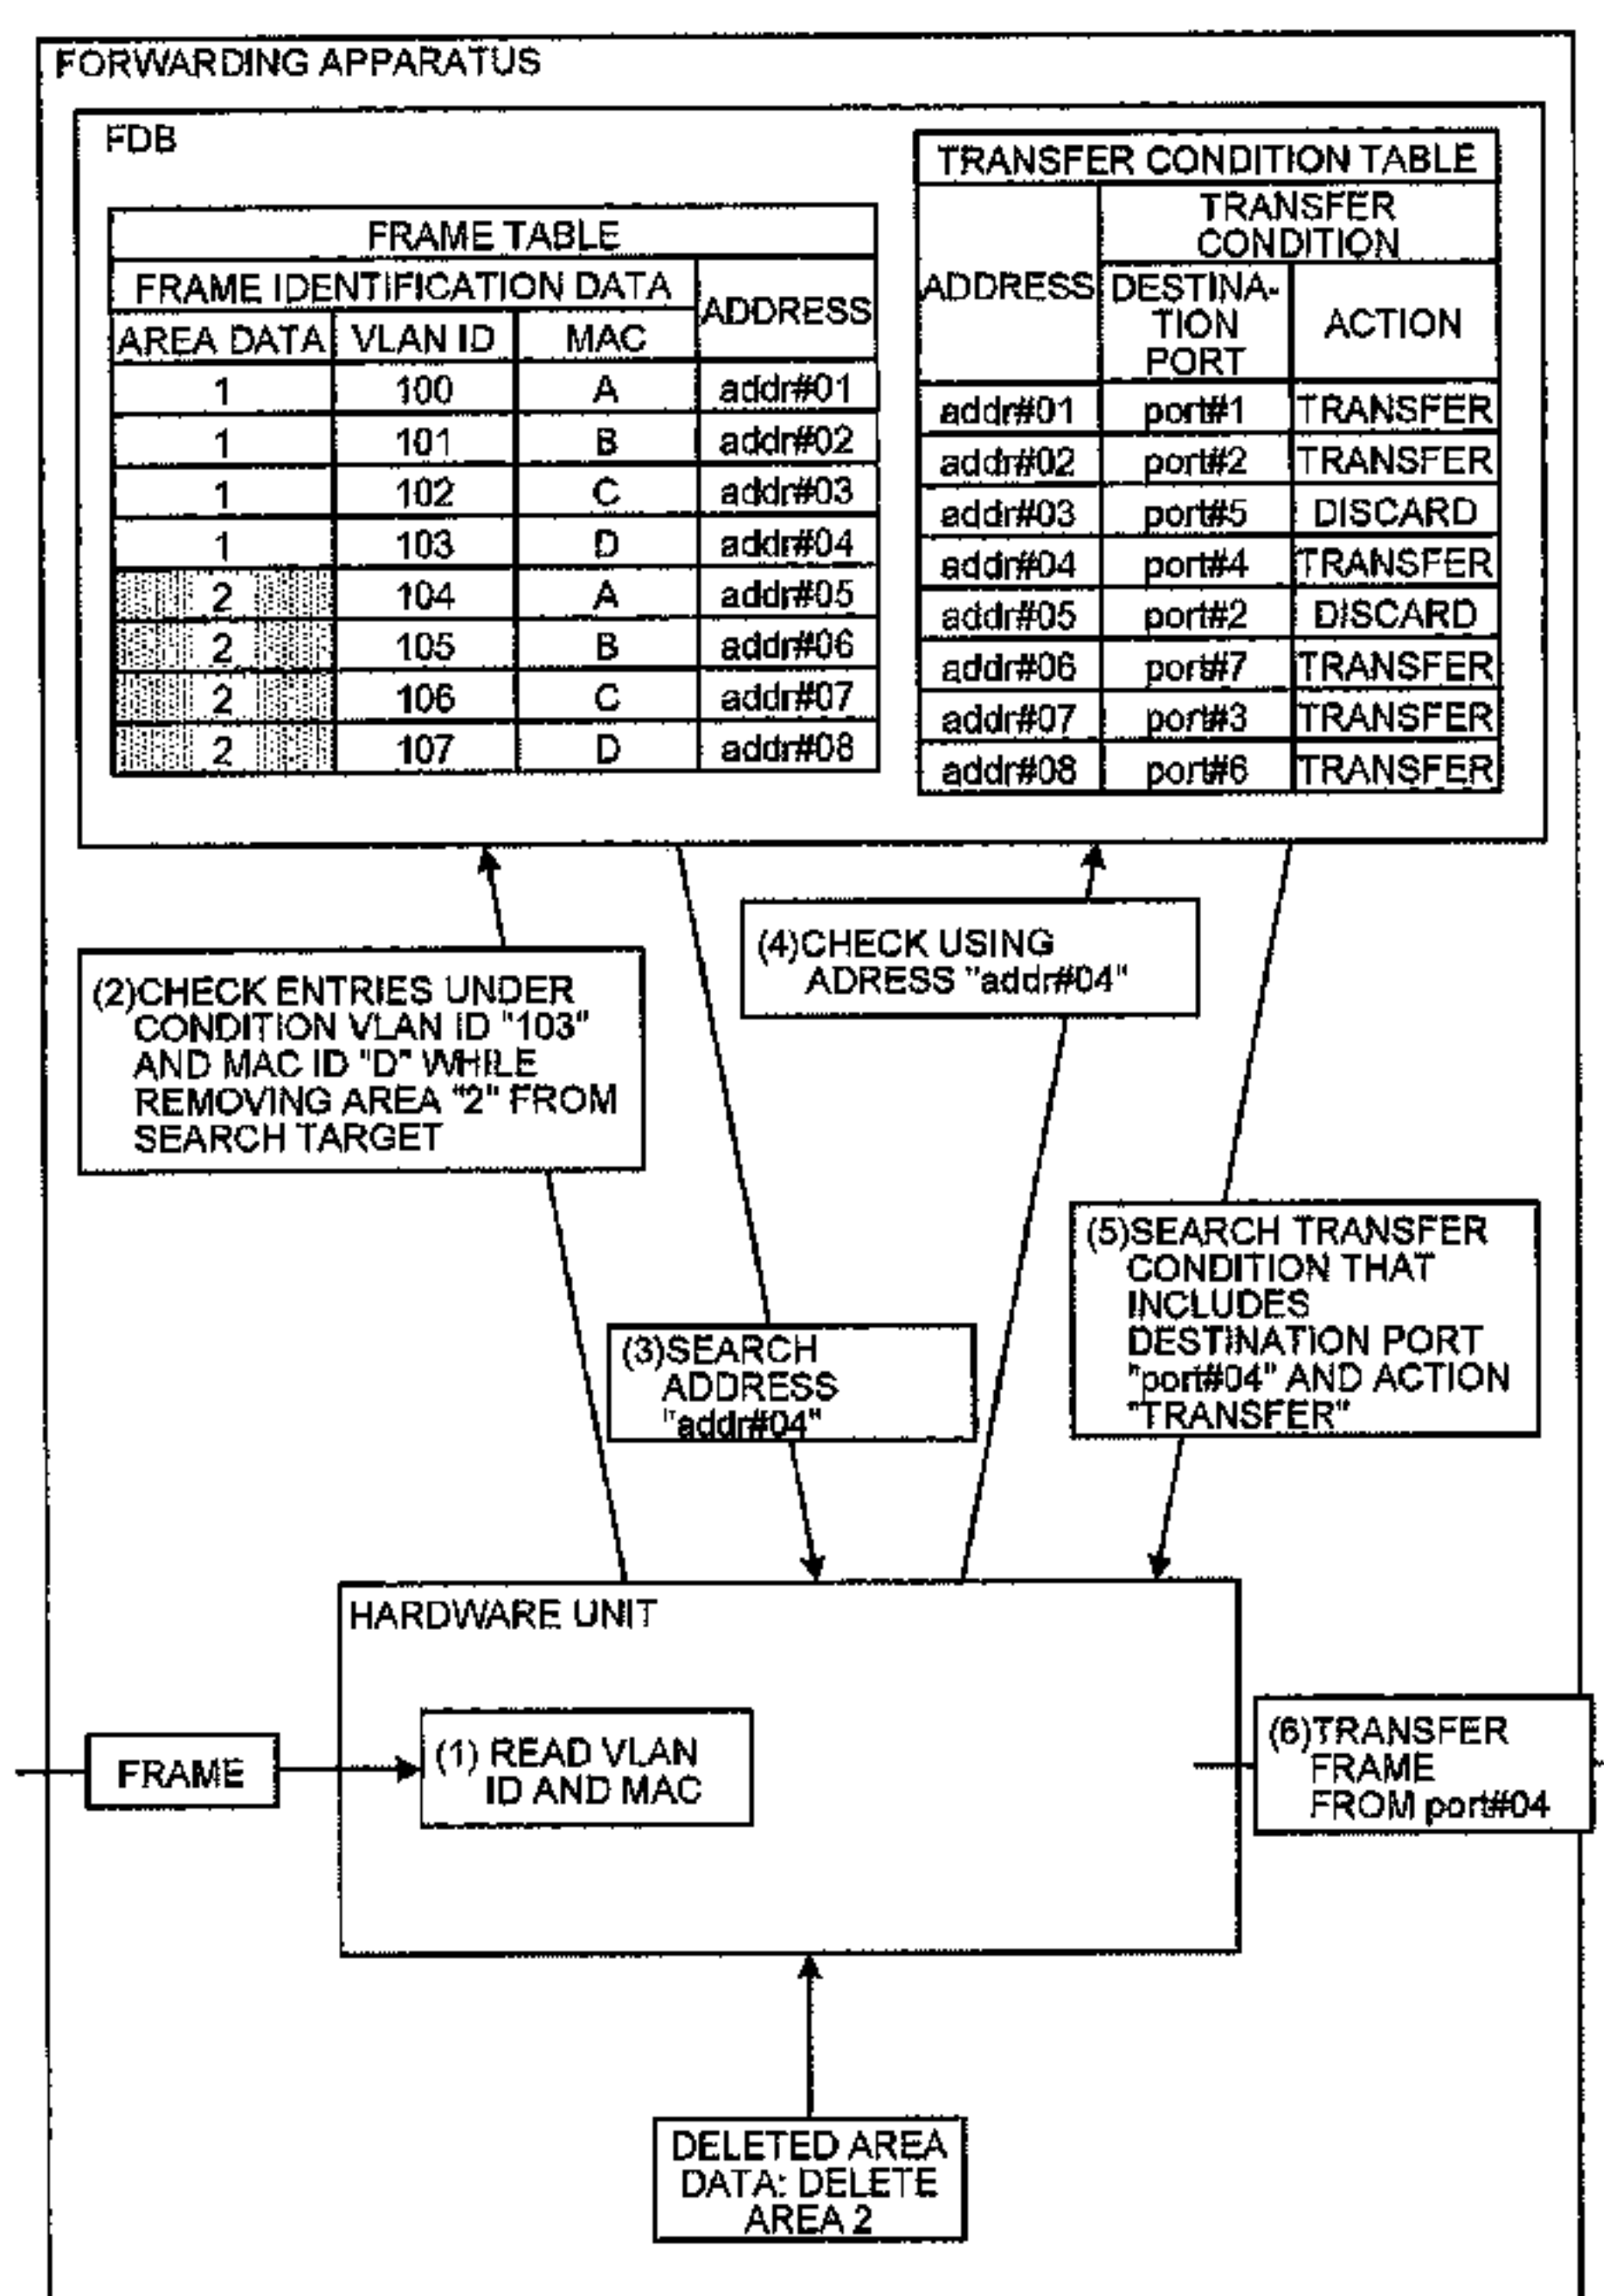 FORWARDING APPARATUS
FDB
FRAME TABLE
FRAME IDENTIFICATION DATA
ADDRESS
AREA DATA VLAN ID MAC
1 100 A addr#01
1 101 B addr#02
1 102 C addr#03
1 103 D addr#04
2 104 A addr#05
2 105 B addr#06
2 106 C addr#07
2 107 D addr#08
TRANSFER CONDITION TABLE
ADDRESS
TRANSFER
CONDITION
DESTINA-
TION
PORT
ACTION
addr#01 port#1 TRANSFER
addr#02 port#2 TRANSFER
addr#03 port#5 DISCARD
addr#04 port#4 TRANSFER
addr#05 port#2 DISCARD
addr#06 port#7 TRANSFER
addr#07 port#3 TRANSFER
addr#08 port#6 TRANSFER
(2)CHECK ENTRIES UNDER
CONDITION VLAN ID "103"
AND MAC ID "D" WHILE
REMOVING AREA "2" FROM
SEARCH TARGET
(4)CHECK USING
ADRESS "addr#04"
(3)SEARCH
ADDRESS
"addr#04"
(5)SEARCH TRANSFER
CONDITION THAT
INCLUDES
DESTINATION PORT
"port#04" AND ACTION
"TRANSFER"
HARDWARE UNIT
FRAME
(1) READ VLAN
ID AND MAC
(6)TRANSFER
FRAME
FROM port#04
DELETED AREA
DATA: DELETE
AREA 2